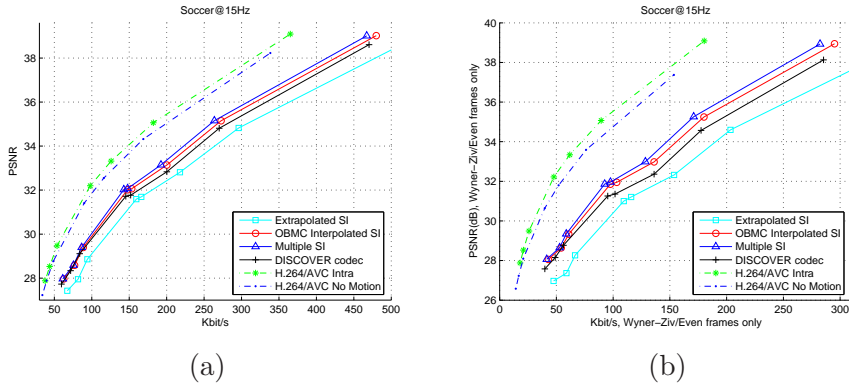 Soccer@15Hz
PSNR
38
36
34
32
30
28
50 100 150 200 250 300 350 400 450 500
Kbit/s
Extrapolated SI
OBMC Interpolated SI
Multiple SI
DISCOVER codec
H.264/AVC Intra
H.264/AVC No Motion
(a)
Soccer@15Hz
PSNR(dB), Wyner−Ziv/Even frames only
40
38
36
34
32
30
28
26
0 50 100 150 200 250 300
Kbit/s, Wyner−Ziv/Even frames only
Extrapolated SI
OBMC Interpolated SI
Multiple SI
DISCOVER codec
H.264/AVC Intra
H.264/AVC No Motion
(b)